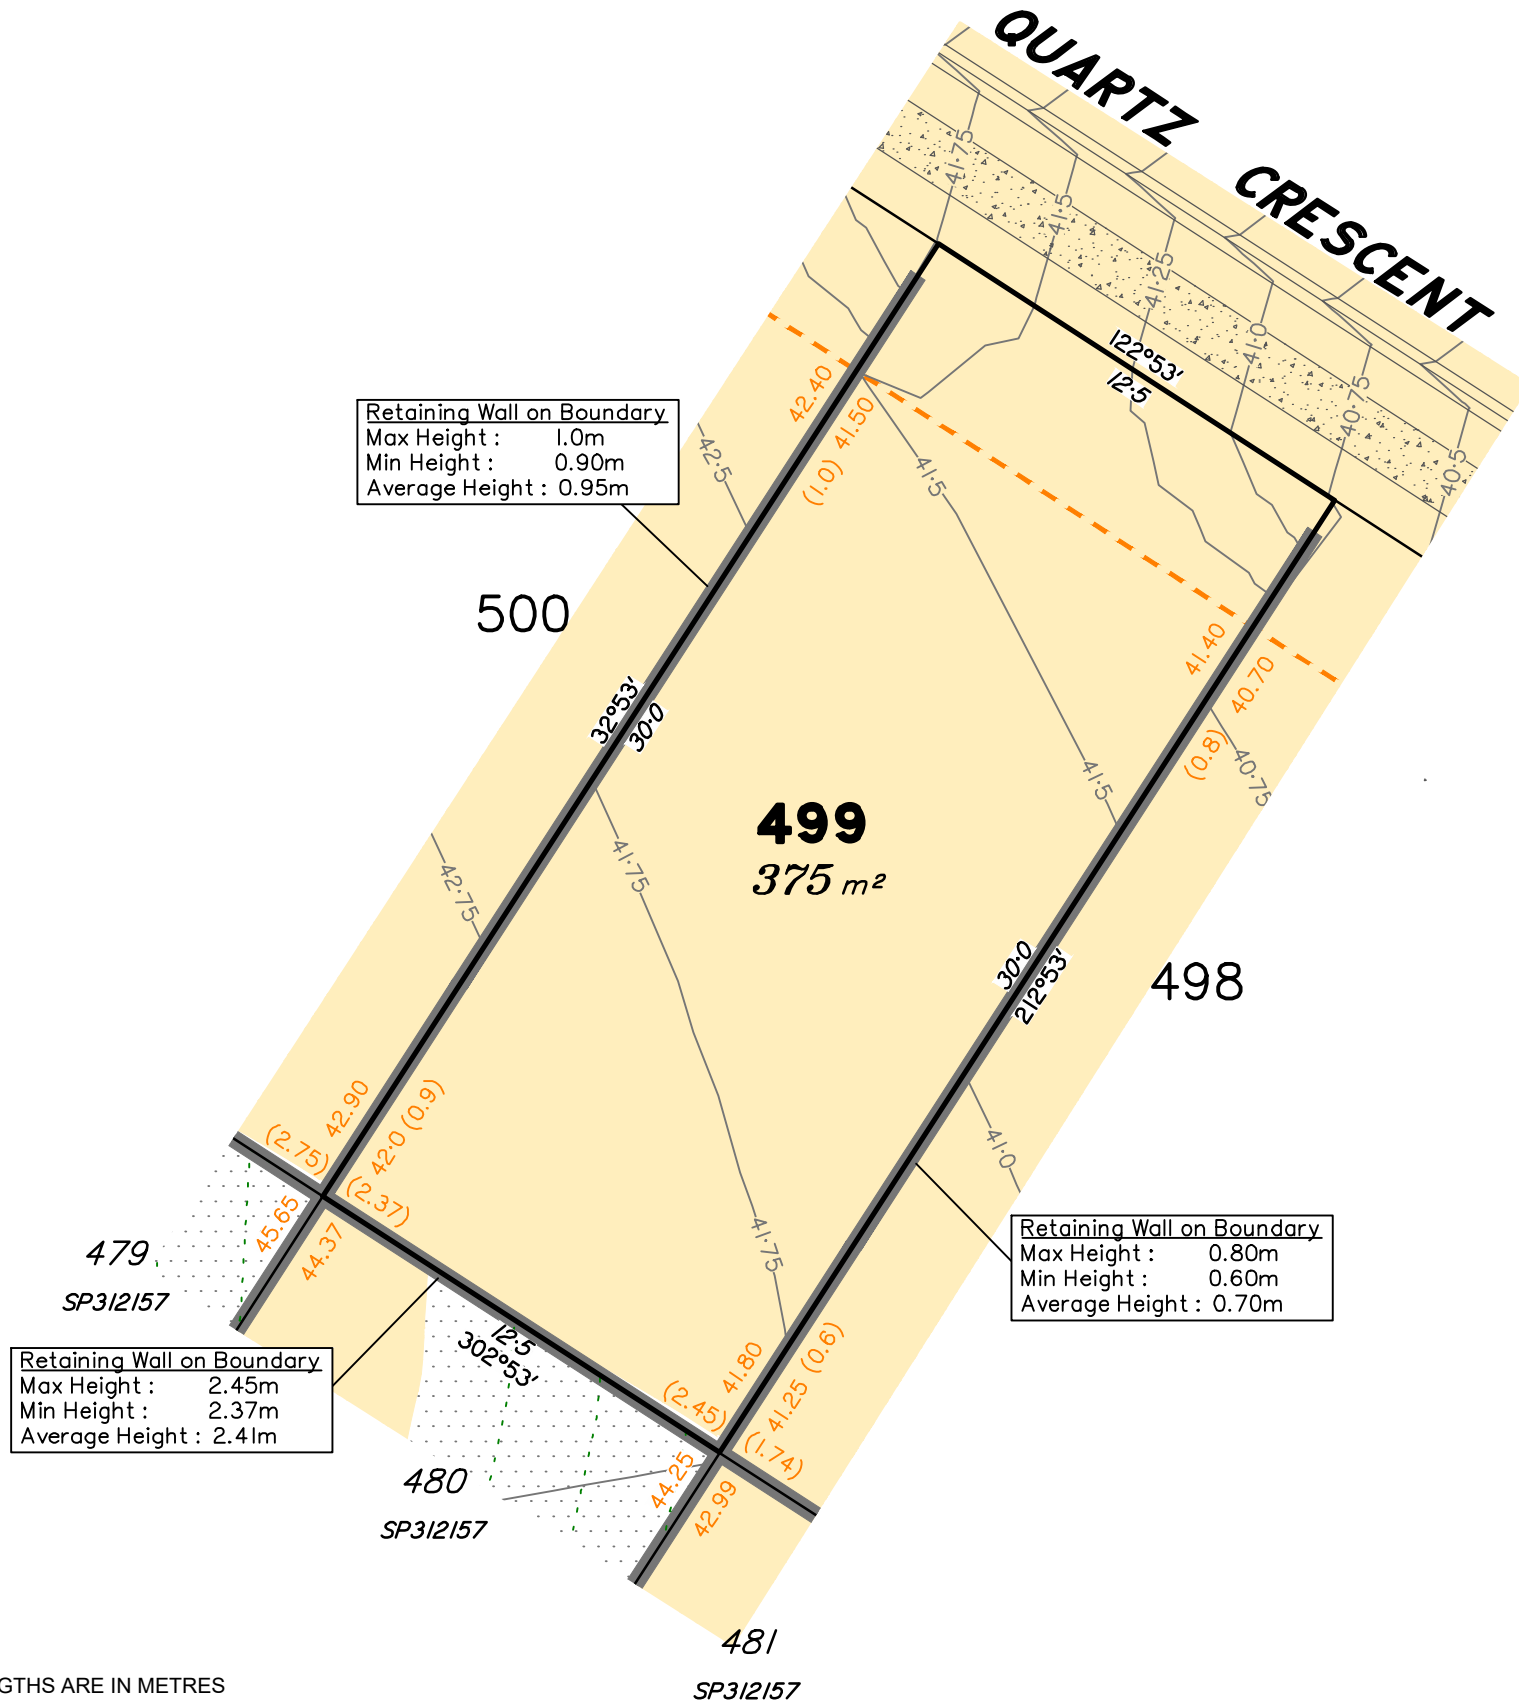 QUARTZ CRESCENT
41·75
41·5
41·25
41·0
40·75
40·5
122°53'
12·5
42.40
41.50
(1.0)
Retaining Wall on Boundary
Max Height : 1.0m
Min Height : 0.90m
Average Height : 0.95m
42·5
41·5
500
41.40
40.70
(0.8)
40·75
32°53'
30·0
41·5
499
375 m²
41·75
42·75
30·0
212°53'
498
41·0
42.90
42·0 (0.9)
(2.75)
(2.37)
45.65
44.37
479
SP312157
41·75
Retaining Wall on Boundary
Max Height : 0.80m
Min Height : 0.60m
Average Height : 0.70m
12·5
302°53'
Retaining Wall on Boundary
Max Height : 2.45m
Min Height : 2.37m
Average Height : 2.41m
41.80
41.25 (0.6)
(2.45)
(1.74)
44.25
42.99
480
SP312157
481
SP312157
GTHS ARE IN METRES